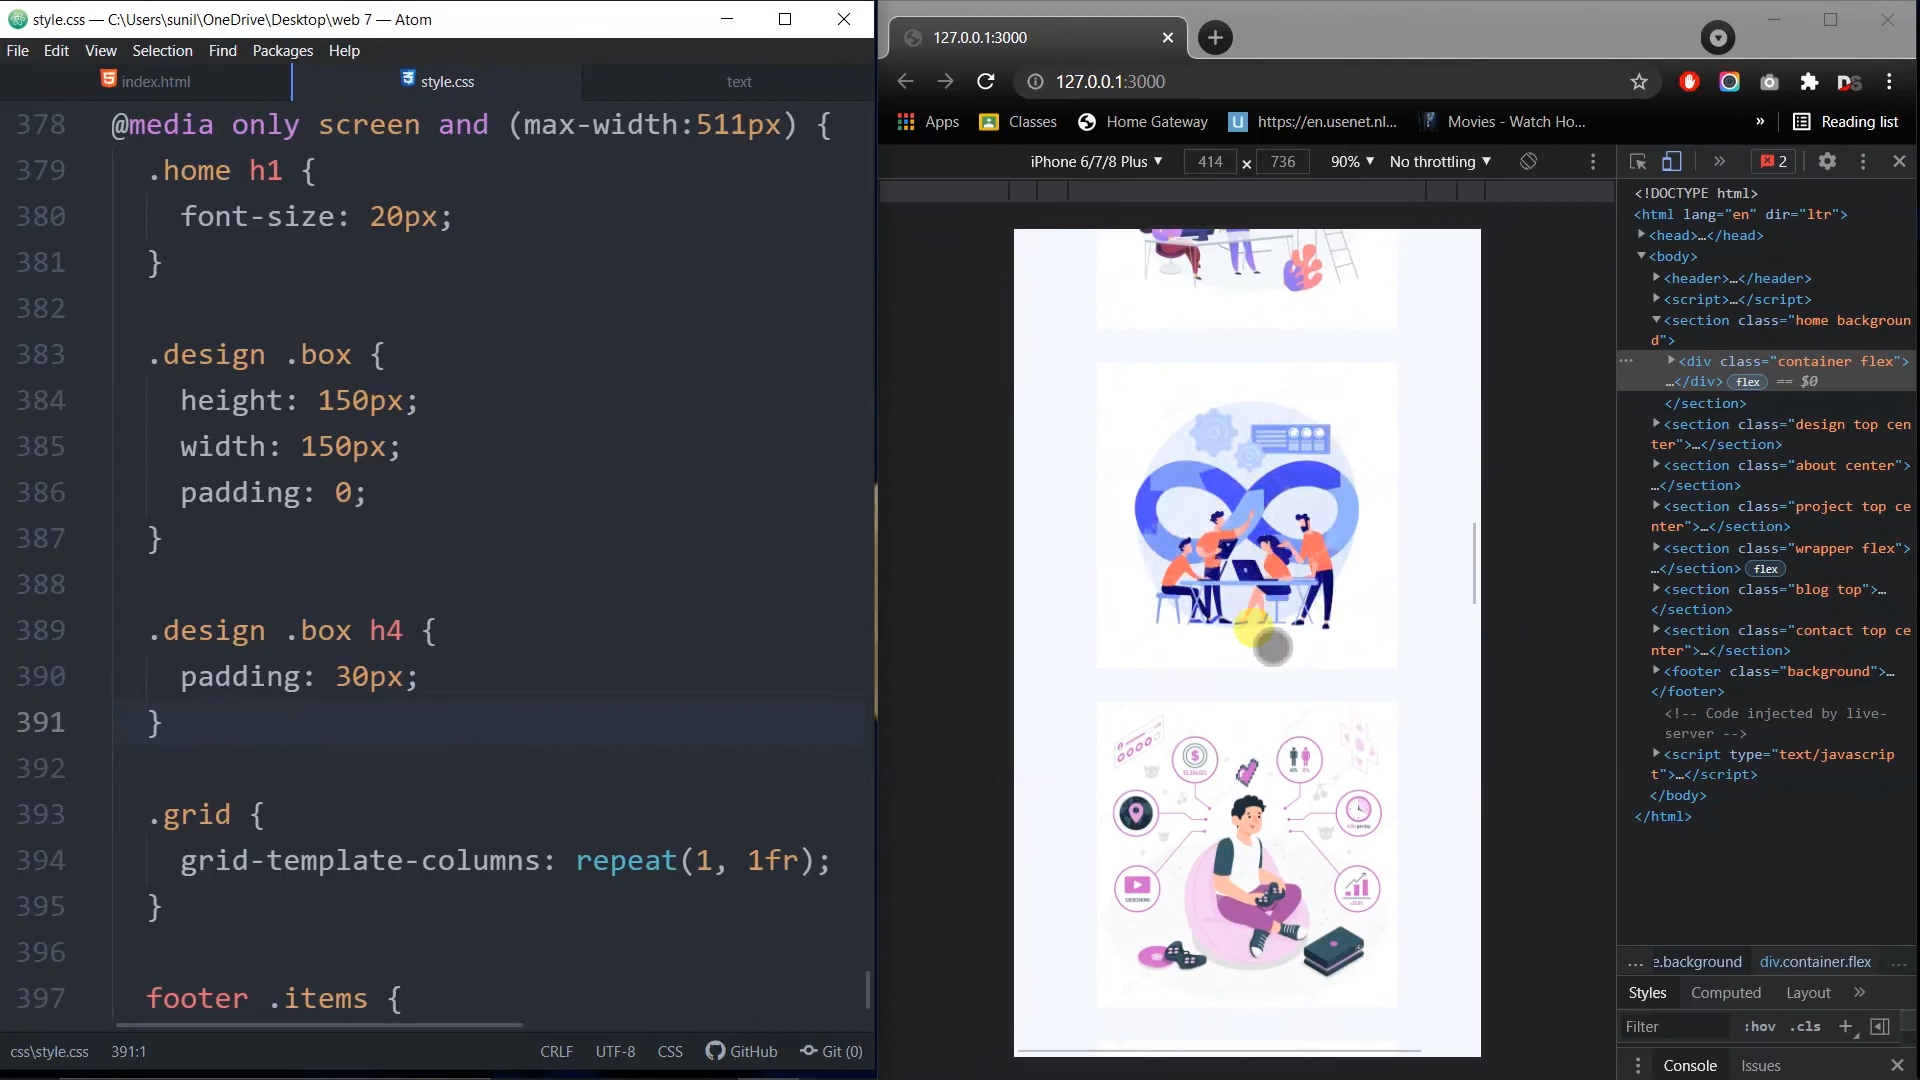 style.css — C:\Users\sunil\OneDrive\Desktop\web 7 — Atom
File Edit View Selection Find Packages Help
index.html style.css text
378 @media only screen and (max-width:511px) {
379 .home h1 {
380 font-size: 20px;
381 }
382
383 .design .box {
384 height: 150px;
385 width: 150px;
386 padding: 0;
387 }
388
389 .design .box h4 {
390 padding: 30px;
391 }
392
393 .grid {
394 grid-template-columns: repeat(1, 1fr);
395 }
396
397 footer .items {
css\style.css 391:1 CRLF UTF-8 CSS GitHub Git (0)
127.0.0.1:3000
127.0.0.1:3000
Apps Classes Home Gateway https://en.usenet.nl... Movies - Watch Ho... » Reading list
iPhone 6/7/8 Plus 414 × 736 90% No throttling » 2
<!DOCTYPE html>
<html lang="en" dir="ltr">
<head>…</head>
<body>
<header>…</header>
<script>…</script>
<section class="home backgroun
d">
<div class="container flex">
…</div> flex == $0
</section>
<section class="design top cen
ter">…</section>
<section class="about center">
…</section>
<section class="project top ce
nter">…</section>
<section class="wrapper flex">
…</section> flex
<section class="blog top">…
</section>
<section class="contact top ce
nter">…</section>
<footer class="background">…
</footer>
<!-- Code injected by live-
server -->
<script type="text/javascrip
t">…</script>
</body>
</html>
... e.background div.container.flex ...
Styles Computed Layout »
Filter :hov .cls +
Console Issues